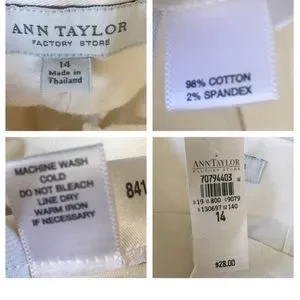 ANN TAYLOR
FACTORY STORE
14
Made in
Thailand
98% COTTON
2% SPANDEX
MACHINE WASH
COLD
DO NOT BLEACH
LINE DRY
WARM IRON
IF NECESSARY
841
ANNTAYLOR
FACTORY STORE
70794403
14
$28.00